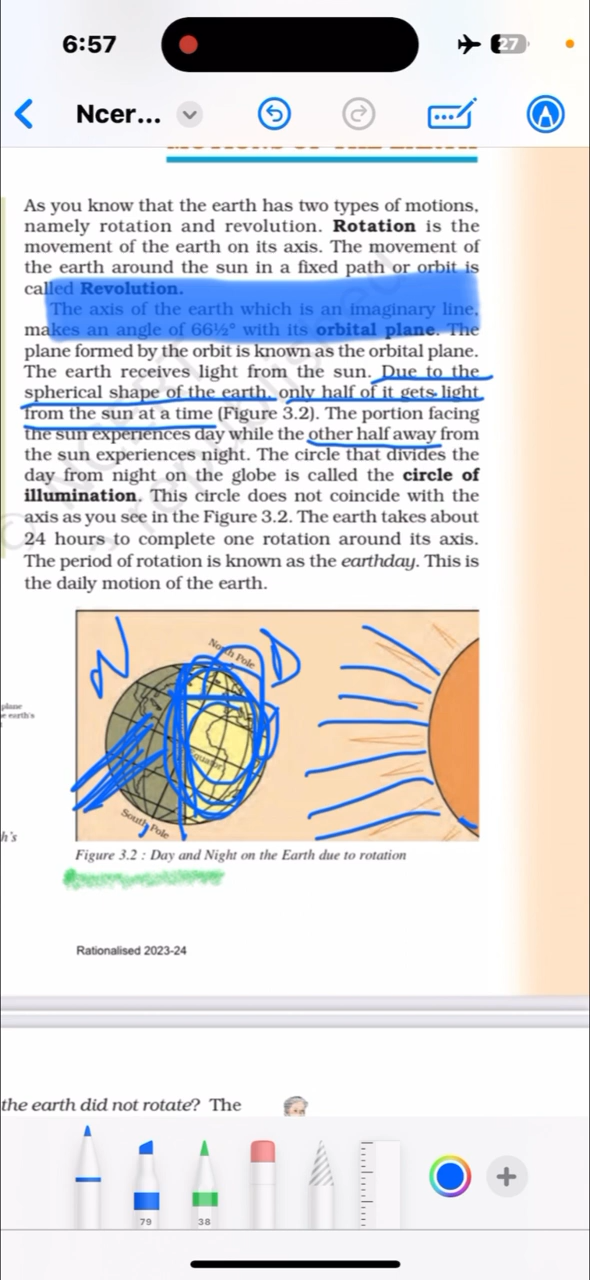 6:57
27
Ncer...
As you know that the earth has two types of motions,
namely rotation and revolution. Rotation is the
movement of the earth on its axis. The movement of
the earth around the sun in a fixed path or orbit is
called Revolution.
The axis of the earth which is an imaginary line,
makes an angle of 66½° with its orbital plane. The
plane formed by the orbit is known as the orbital plane.
The earth receives light from the sun. Due to the
spherical shape of the earth, only half of it gets light
from the sun at a time (Figure 3.2). The portion facing
the sun experiences day while the other half away from
the sun experiences night. The circle that divides the
day from night on the globe is called the circle of
illumination. This circle does not coincide with the
axis as you see in the Figure 3.2. The earth takes about
24 hours to complete one rotation around its axis.
The period of rotation is known as the earthday. This is
the daily motion of the earth.
N
North Pole
D
plane
e earth's
Equator
South Pole
h's
Figure 3.2 : Day and Night on the Earth due to rotation
Rationalised 2023-24
the earth did not rotate? The
79
38